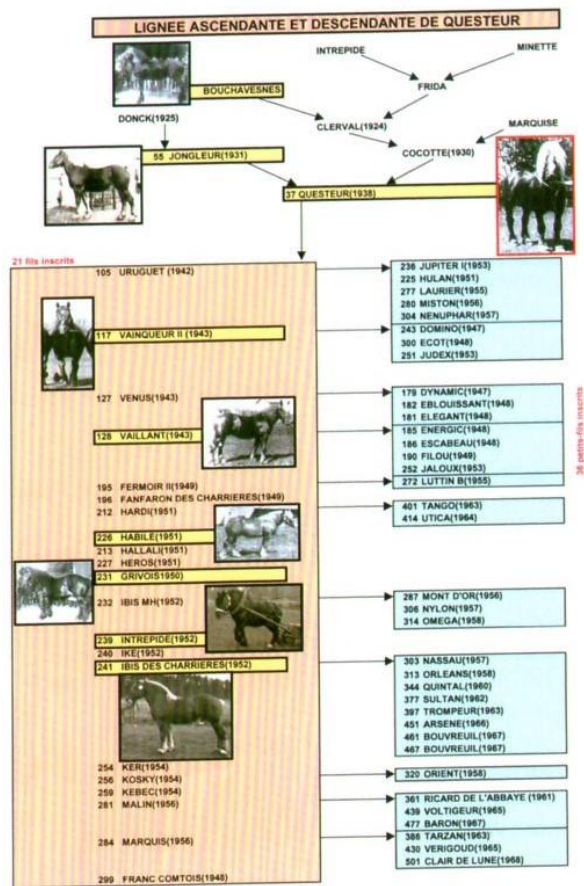 LIGNEE ASCENDANTE ET DESCENDANTE DE QUESTEUR
INTREPIDE
MINETTE
BOUCHAVESNES
FRIDA
DONCK(1925)
CLERVAL(1924)
MARQUISE
55 JONGLEUR(1931)
COCOTTE(1930)
37 QUESTEUR(1938)
21 fils inscrits
105 URUGUET (1942)
117 VAINQUEUR II (1943)
127 VENUS(1943)
128 VAILLANT(1943)
195 FERMOIR II(1949)
196 FANFARON DES CHARRIERES(1949)
212 HARDI(1951)
226 HABILE(1951)
213 HALLALI(1951)
227 HEROS(1951)
231 GRIVOIS1950)
232 IBIS MH(1952)
239 INTREPIDE(1952)
240 IKE(1952)
241 IBIS DES CHARRIERES(1952)
254 KER(1954)
256 KOSKY(1954)
259 KEBEC(1954)
281 MALIN(1956)
284 MARQUIS(1956)
299 FRANC COMTOIS(1948)
236 JUPITER I(1953)
225 HULAN(1951)
277 LAURIER(1955)
280 MISTON(1956)
304 NENUPHAR(1957)
243 DOMINO(1947)
300 ECOT(1948)
251 JUDEX(1953)
179 DYNAMIC(1947)
182 EBLOUISSANT(1948)
181 ELEGANT(1948)
185 ENERGIC(1948)
186 ESCABEAU(1948)
190 FILOU(1949)
252 JALOUX(1953)
272 LUTTIN B(1955)
401 TANGO(1963)
414 UTICA(1964)
287 MONT D'OR(1956)
306 NYLON(1957)
314 OMEGA(1958)
303 NASSAU(1957)
313 ORLEANS(1958)
344 QUINTAL(1960)
377 SULTAN(1962)
397 TROMPEUR(1963)
451 ARSENE(1966)
461 BOUVREUIL(1967)
467 BOUVREUIL(1967)
320 ORIENT(1958)
361 RICARD DE L'ABBAYE (1961)
439 VOLTIGEUR(1965)
477 BARON(1967)
386 TARZAN(1963)
430 VERIGOUD(1965)
501 CLAIR DE LUNE(1968)
36 petits-fils inscrits